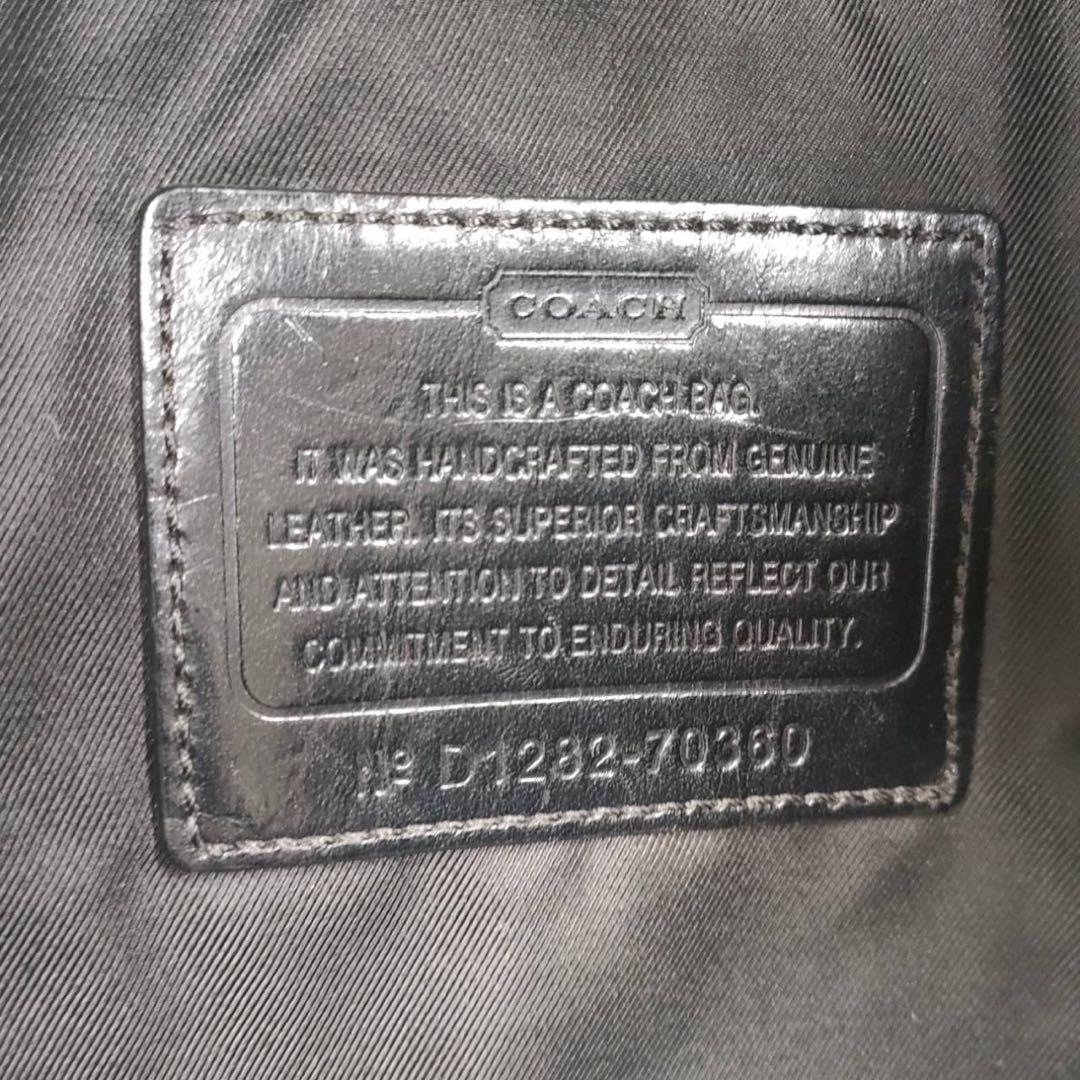 COACH
THIS IS A COACH BAG.
IT WAS HANDCRAFTED FROM GENUINE
LEATHER. ITS SUPERIOR CRAFTSMANSHIP
AND ATTENTION TO DETAIL REFLECT OUR
COMMITMENT TO ENDURING QUALITY.
Nº D1282-70360